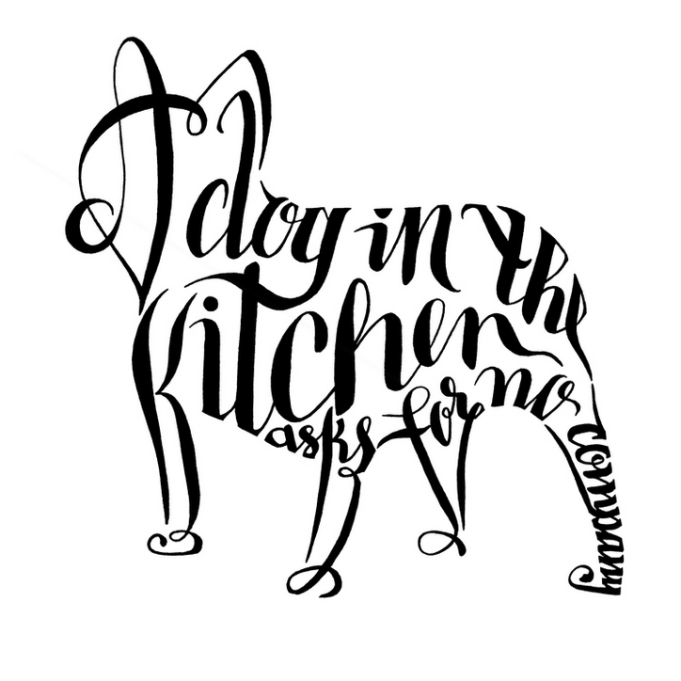 A dog in the
kitchen
asks for no
company